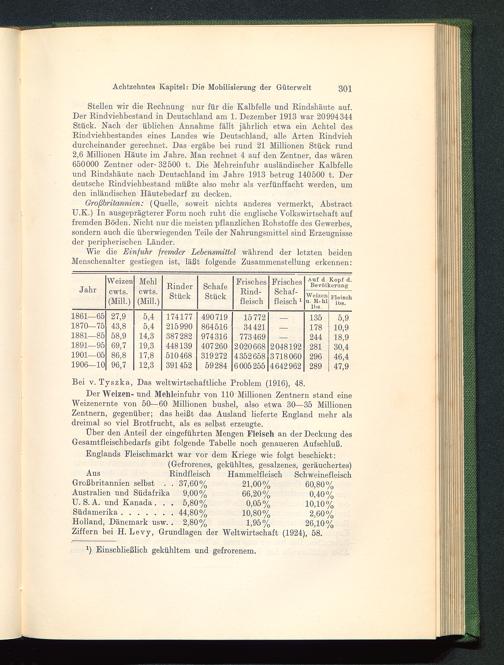 Achtzehntes Kapitel: Die Mobilisierung der Güterwelt 301
Stellen wir die Rechnung nur für die Kalbfelle und Rindshäute auf.
Der Rindviehbestand in Deutschland am 1. Dezember 1913 war 20994344
Stück. Nach der üblichen Annahme fällt jährlich etwa ein Achtel des
Rindviehbestandes eines Landes wie Deutschland, alle Arten Rindvieh
durcheinander gerechnet. Das ergäbe bei rund 21 Millionen Stück rund
2,6 Millionen Häute im Jahre. Man rechnet 4 auf den Zentner, das wären
650000 Zentner oder 32500 t. Die Mehreinfuhr ausländischer Kalbfelle
und Rindshäute nach Deutschland im Jahre 1913 betrug 140500 t. Der
deutsche Rindviehbestand müßte also mehr als verfünffacht werden, um
den inländischen Häutebedarf zu decken.
Großbritannien: (Quelle, soweit nichts anderes vermerkt, Abstract
U.K.) In ausgeprägterer Form noch ruht die englische Volkswirtschaft auf
fremden Böden. Nicht nur die meisten pflanzlichen Rohstoffe des Gewerbes,
sondern auch die überwiegenden Teile der Nahrungsmittel sind Erzeugnisse
der peripherischen Länder.
Wie die Einfuhr fremder Lebensmittel während der letzten beiden
Menschenalter gestiegen ist, läßt folgende Zusammenstellung erkennen:
Jahr Weizen cwts. (Mill.) Mehl cwts. (Mill.) Rinder Stück Schafe Stück Frisches Rindfleisch Frisches Schaffleisch ¹ Auf d. Kopf d. Bevölkerung Weizen u. Mehl lbs. Fleisch lbs.
1861—65 27,9 5,4 174177 490719 15772 — 135 5,9
1870—75 43,8 5,4 215990 864516 34421 — 178 10,9
1881—85 58,9 14,3 387282 974316 773469 — 244 18,9
1891—95 69,7 19,3 448139 407260 2020668 2048192 281 30,4
1901—05 86,8 17,8 510468 319272 4352658 3718060 296 46,4
1906—10 96,7 12,3 391452 59284 6005255 4642962 289 47,9
Bei v. Tyszka, Das weltwirtschaftliche Problem (1916), 48.
Der Weizen- und Mehleinfuhr von 110 Millionen Zentnern stand eine
Weizenernte von 50—60 Millionen bushel, also etwa 30—35 Millionen
Zentnern, gegenüber; das heißt das Ausland lieferte England mehr als
dreimal so viel Brotfrucht, als es selbst erzeugte.
Über den Anteil der eingeführten Mengen Fleisch an der Deckung des
Gesamtfleischbedarfs gibt folgende Tabelle noch genaueren Aufschluß.
Englands Fleischmarkt war vor dem Kriege wie folgt beschickt:
(Gefrorenes, gekühltes, gesalzenes, geräuchertes)
Aus Rindfleisch Hammelfleisch Schweinefleisch
Großbritannien selbst . . 37,60% 21,00% 60,80%
Australien und Südafrika 9,00% 66,20% 0,40%
U. S. A. und Kanada . . . 5,80% 0,05% 10,10%
Südamerika . . . . . . . 44,80% 10,80% 2,60%
Holland, Dänemark usw. . 2,80% 1,95% 26,10%
Ziffern bei H. Levy, Grundlagen der Weltwirtschaft (1924), 58.
¹) Einschließlich gekühltem und gefrorenem.